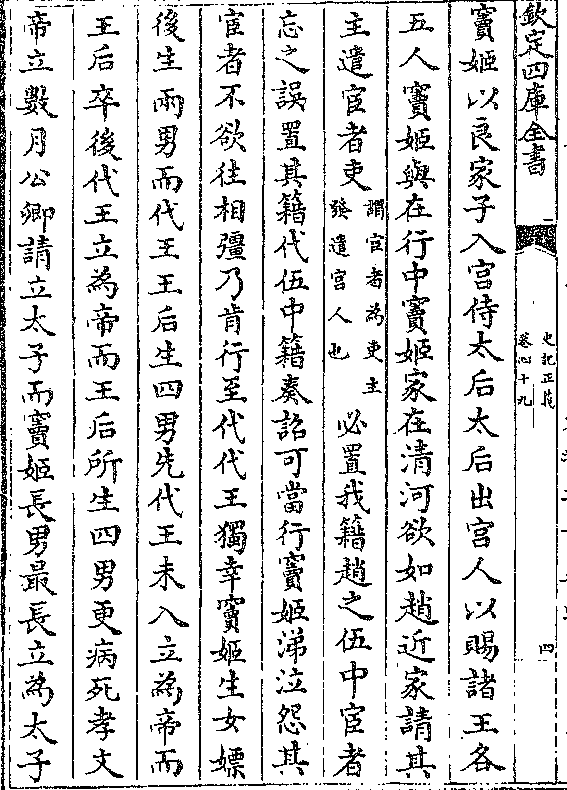 欽定四庫全書
史記正義
卷四十九
四
竇姬以良家子入宫侍太后太后出宫人以賜諸王各
五人竇姬與在行中竇姬家在清河欲如趙近家請其
主遣宦者吏謂宦者為吏主發遣宫人也必置我籍趙之伍中宦者
忘之誤置其籍代伍中籍奏詔可當行竇姬涕泣怨其
宦者不欲往相彊乃肯行至代代王獨幸竇姬生女嫖
後生兩男而代王王后生四男先代王未入立為帝而
王后卒後代王立為帝而王后所生四男更病死孝文
帝立數月公卿請立太子而竇姬長男最長立為太子